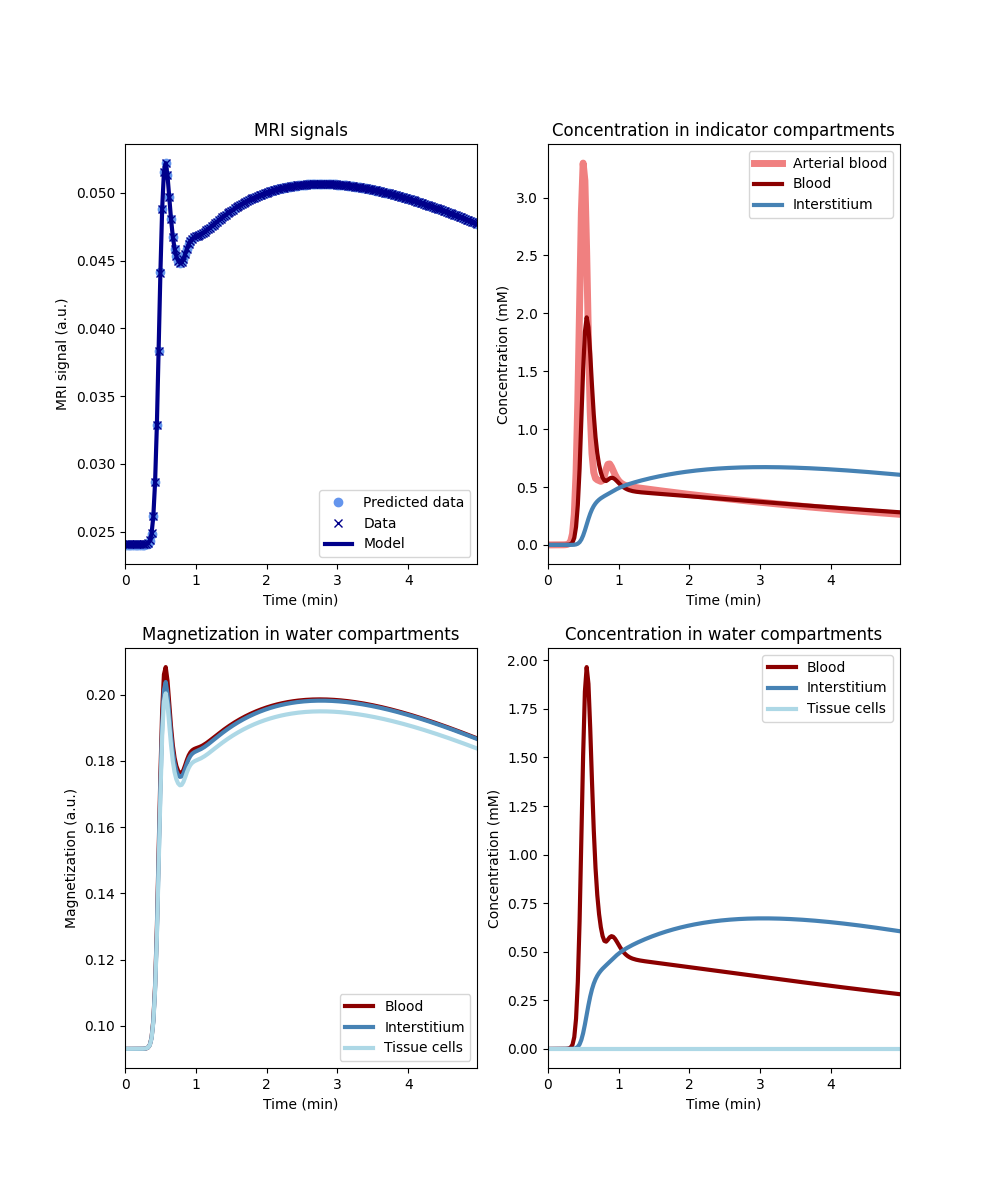 MRI signals
MRI signal (a.u.)
0.050
0.045
0.040
0.035
0.030
0.025
Predicted data
Data
Model
0 1 2 3 4
Time (min)
Concentration in indicator compartments
Concentration (mM)
3.0
2.5
2.0
1.5
1.0
0.5
0.0
Arterial blood
Blood
Interstitium
0 1 2 3 4
Time (min)
Magnetization in water compartments
Magnetization (a.u.)
0.20
0.18
0.16
0.14
0.12
0.10
Blood
Interstitium
Tissue cells
0 1 2 3 4
Time (min)
Concentration in water compartments
Concentration (mM)
2.00
1.75
1.50
1.25
1.00
0.75
0.50
0.25
0.00
Blood
Interstitium
Tissue cells
0 1 2 3 4
Time (min)